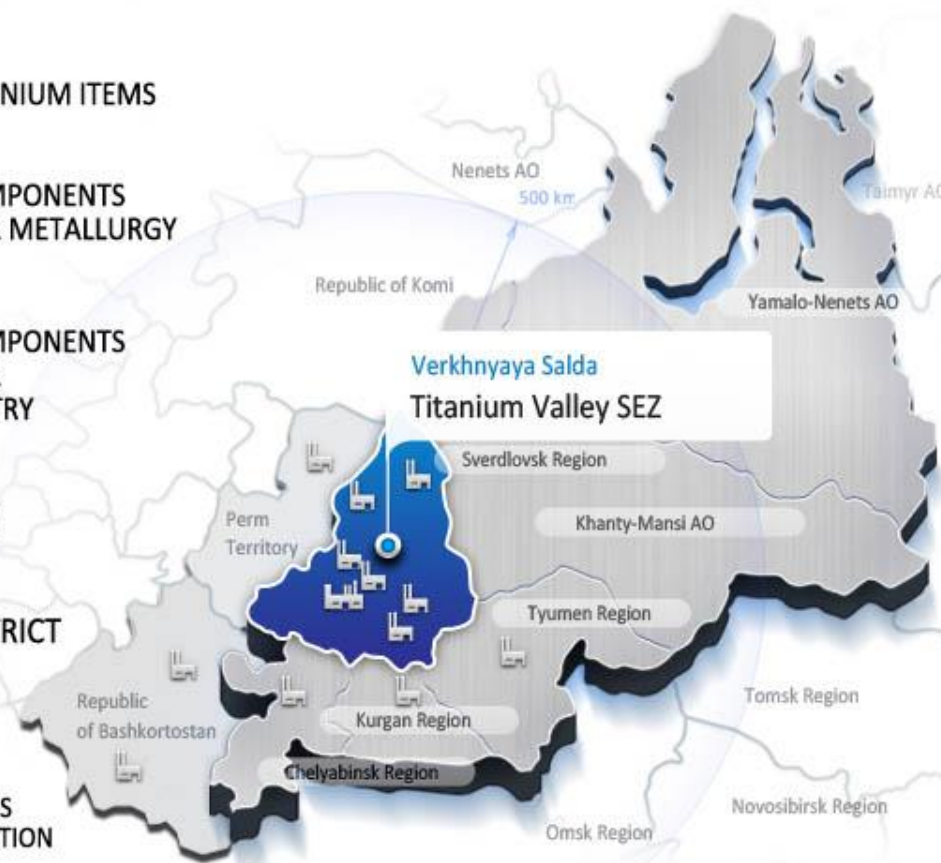 NIUM ITEMS
MPONENTS
METALLURGY
MPONENTS
TRY
RICT
S
TION
Nenets AO
500 km
Taimyr AO
Republic of Komi
Yamalo-Nenets AO
Verkhnyaya Salda
Titanium Valley SEZ
Sverdlovsk Region
Khanty-Mansi AO
Perm
Territory
Tyumen Region
Republic
of Bashkortostan
Kurgan Region
Tomsk Region
Chelyabinsk Region
Novosibirsk Region
Omsk Region